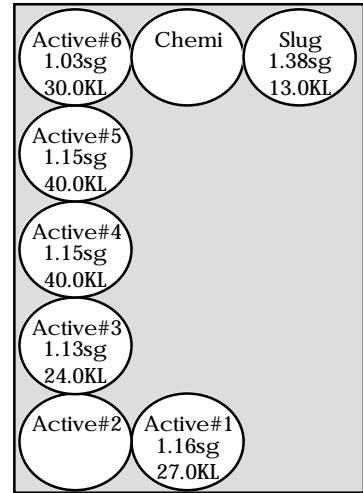 Active#6
1.03sg
30.0KL
Chemi
Slug
1.38sg
13.0KL
Active#5
1.15sg
40.0KL
Active#4
1.15sg
40.0KL
Active#3
1.13sg
24.0KL
Active#2
Active#1
1.16sg
27.0KL